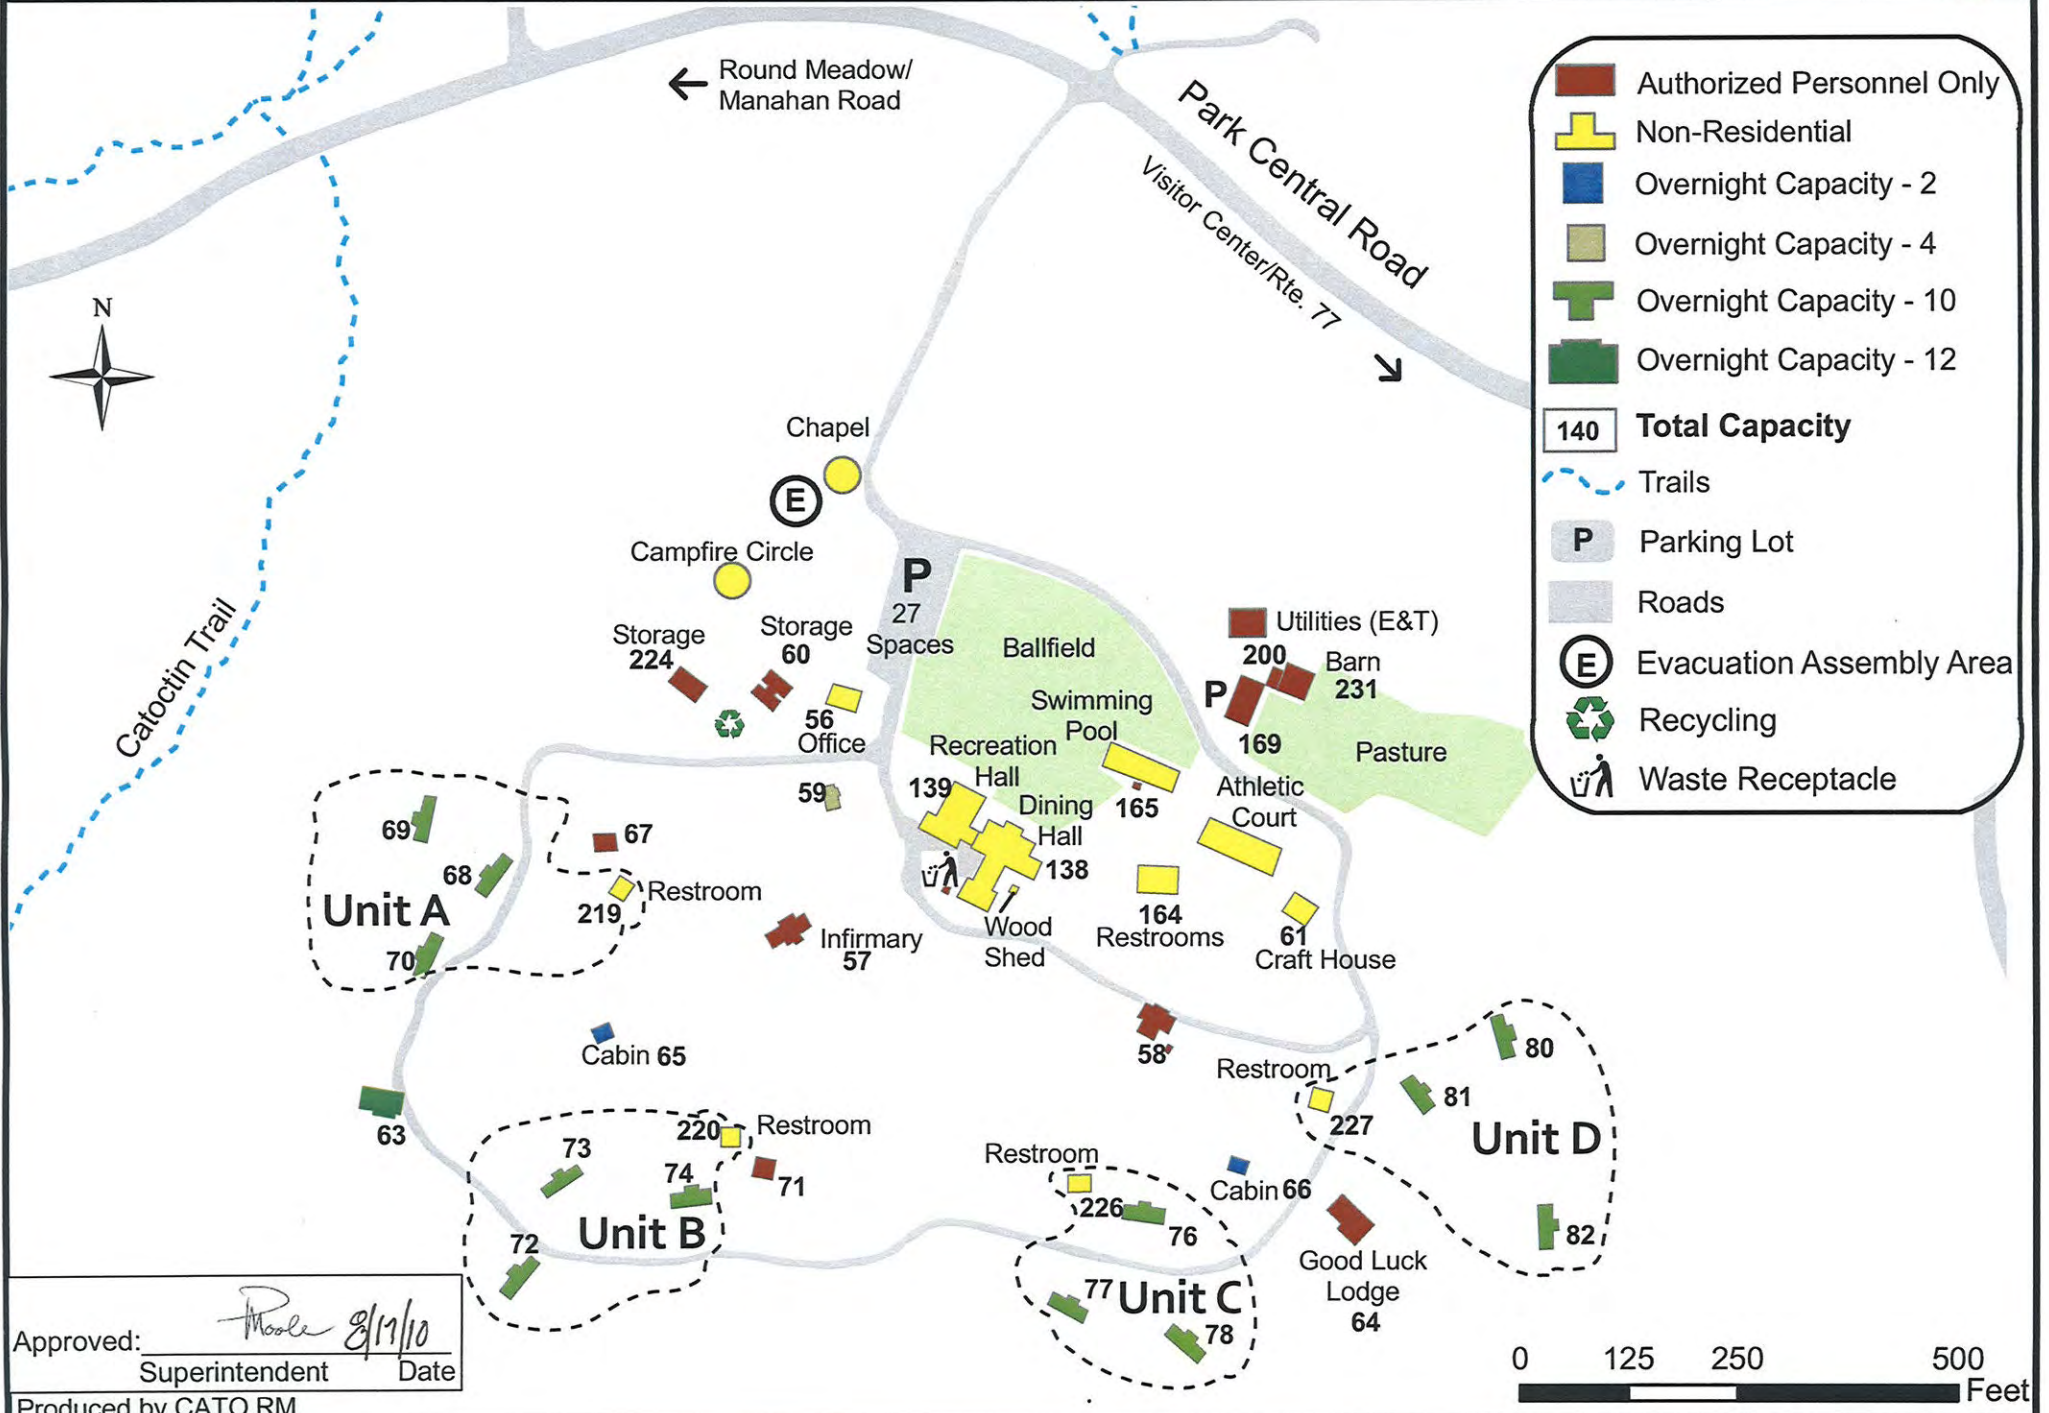 Round Meadow/
Manahan Road
Park Central Road
Visitor Center/Rte. 77
N
Catoctin Trail
Chapel
E
Campfire Circle
P
27
Spaces
Storage
224
Storage
60
56
Office
59
Ballfield
Swimming
Pool
165
Recreation
Hall
139
Dining
Hall
138
Wood
Shed
Utilities (E&T)
200
Barn
231
P
169
Pasture
Athletic
Court
164
Restrooms
61
Craft House
69
68
Unit A
70
67
219
Restroom
Infirmary
57
Cabin 65
63
58
Restroom
227
80
81
Unit D
82
220
Restroom
73
74
71
Unit B
72
Restroom
226
76
77
Unit C
78
Cabin 66
Good Luck
Lodge
64
Authorized Personnel Only
Non-Residential
Overnight Capacity - 2
Overnight Capacity - 4
Overnight Capacity - 10
Overnight Capacity - 12
140 Total Capacity
Trails
P Parking Lot
Roads
E Evacuation Assembly Area
Recycling
Waste Receptacle
Approved: 8/17/10
Superintendent Date
Produced by CATO RM
0 125 250 500
Feet